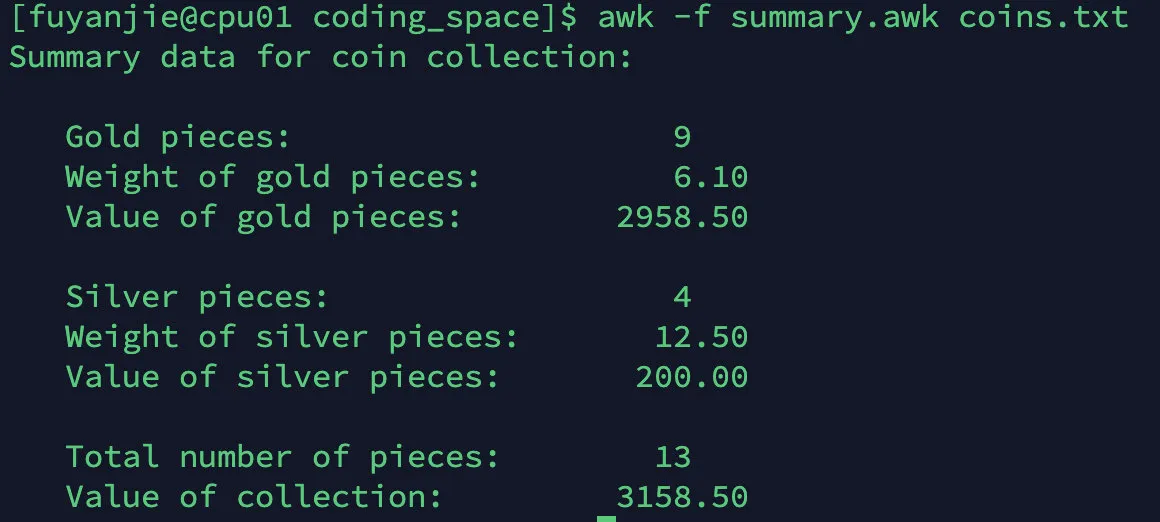 [fuyanjie@cpu01 coding_space]$ awk -f summary.awk coins.txt
Summary data for coin collection:
Gold pieces: 9
Weight of gold pieces: 6.10
Value of gold pieces: 2958.50
Silver pieces: 4
Weight of silver pieces: 12.50
Value of silver pieces: 200.00
Total number of pieces: 13
Value of collection: 3158.50